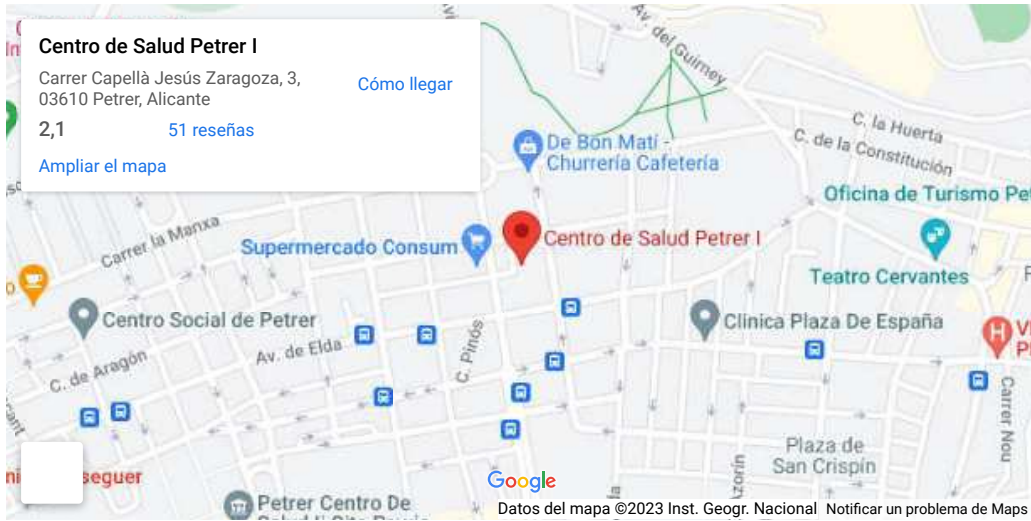 Centro de Salud Petrer I
Carrer Capellà Jesús Zaragoza, 3,
03610 Petrer, Alicante
Cómo llegar
2,1
51 reseñas
Ampliar el mapa
Av. del Guirney
C. la Huerta
C. de la Constitución
De Bon Matí -
Churrería Cafetería
Oficina de Turismo
Carrer la Manxa
Supermercado Consum
Centro de Salud Petrer I
Teatro Cervantes
Centro Social de Petrer
Clinica Plaza De España
Av. de Elda
C. Pinós
C. de Aragón
H
Carrer Nou
Plaza de
San Crispín
Petrer Centro De
Google
Datos del mapa ©2023 Inst. Geogr. Nacional
Notificar un problema de Maps